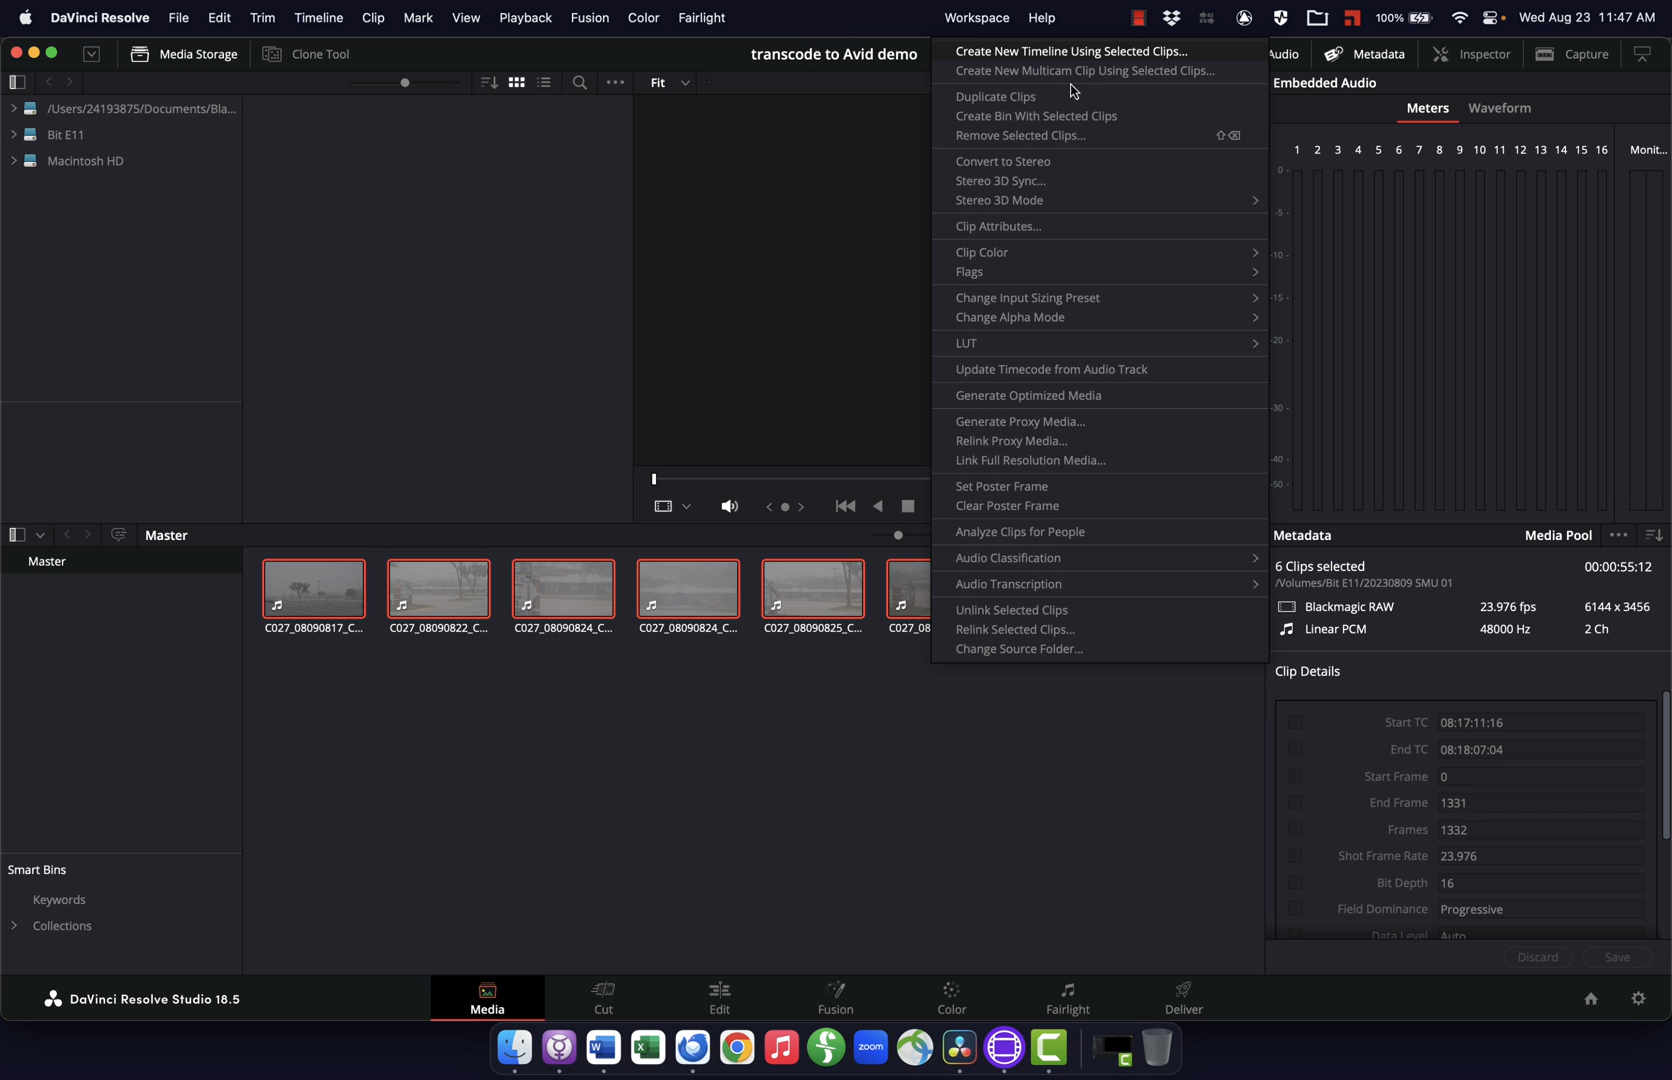 DaVinci Resolve File Edit Trim Timeline Clip Mark View Playback Fusion Color Fairlight Workspace Help 100% Wed Aug 23 11:47 AM
Media Storage Clone Tool transcode to Avid demo Audio Metadata Inspector Capture
Fit
Embedded Audio
Meters Waveform
1 2 3 4 5 6 7 8 9 10 11 12 13 14 15 16 Monit...
0 -
-5 -
-10 -
-15 -
-20 -
-30 -
-40 -
-50 -
/Users/24193875/Documents/Bla...
Bit E11
Macintosh HD
Create New Timeline Using Selected Clips...
Create New Multicam Clip Using Selected Clips...
Duplicate Clips
Create Bin With Selected Clips
Remove Selected Clips... ⇧⌫
Convert to Stereo
Stereo 3D Sync...
Stereo 3D Mode
Clip Attributes...
Clip Color
Flags
Change Input Sizing Preset
Change Alpha Mode
LUT
Update Timecode from Audio Track
Generate Optimized Media
Generate Proxy Media...
Relink Proxy Media...
Link Full Resolution Media...
Set Poster Frame
Clear Poster Frame
Analyze Clips for People
Audio Classification
Audio Transcription
Unlink Selected Clips
Relink Selected Clips...
Change Source Folder...
Master
Master
C027_08090817_C... C027_08090822_C... C027_08090824_C... C027_08090824_C... C027_08090825_C... C027_08
Metadata Media Pool
6 Clips selected 00:00:55:12
/Volumes/Bit E11/20230809 SMU 01
Blackmagic RAW 23.976 fps 6144 x 3456
Linear PCM 48000 Hz 2 Ch
Clip Details
Start TC 08:17:11:16
End TC 08:18:07:04
Start Frame 0
End Frame 1331
Frames 1332
Shot Frame Rate 23.976
Bit Depth 16
Field Dominance Progressive
Data Level Auto
Discard Save
Smart Bins
Keywords
Collections
DaVinci Resolve Studio 18.5
Media Cut Edit Fusion Color Fairlight Deliver
zoom